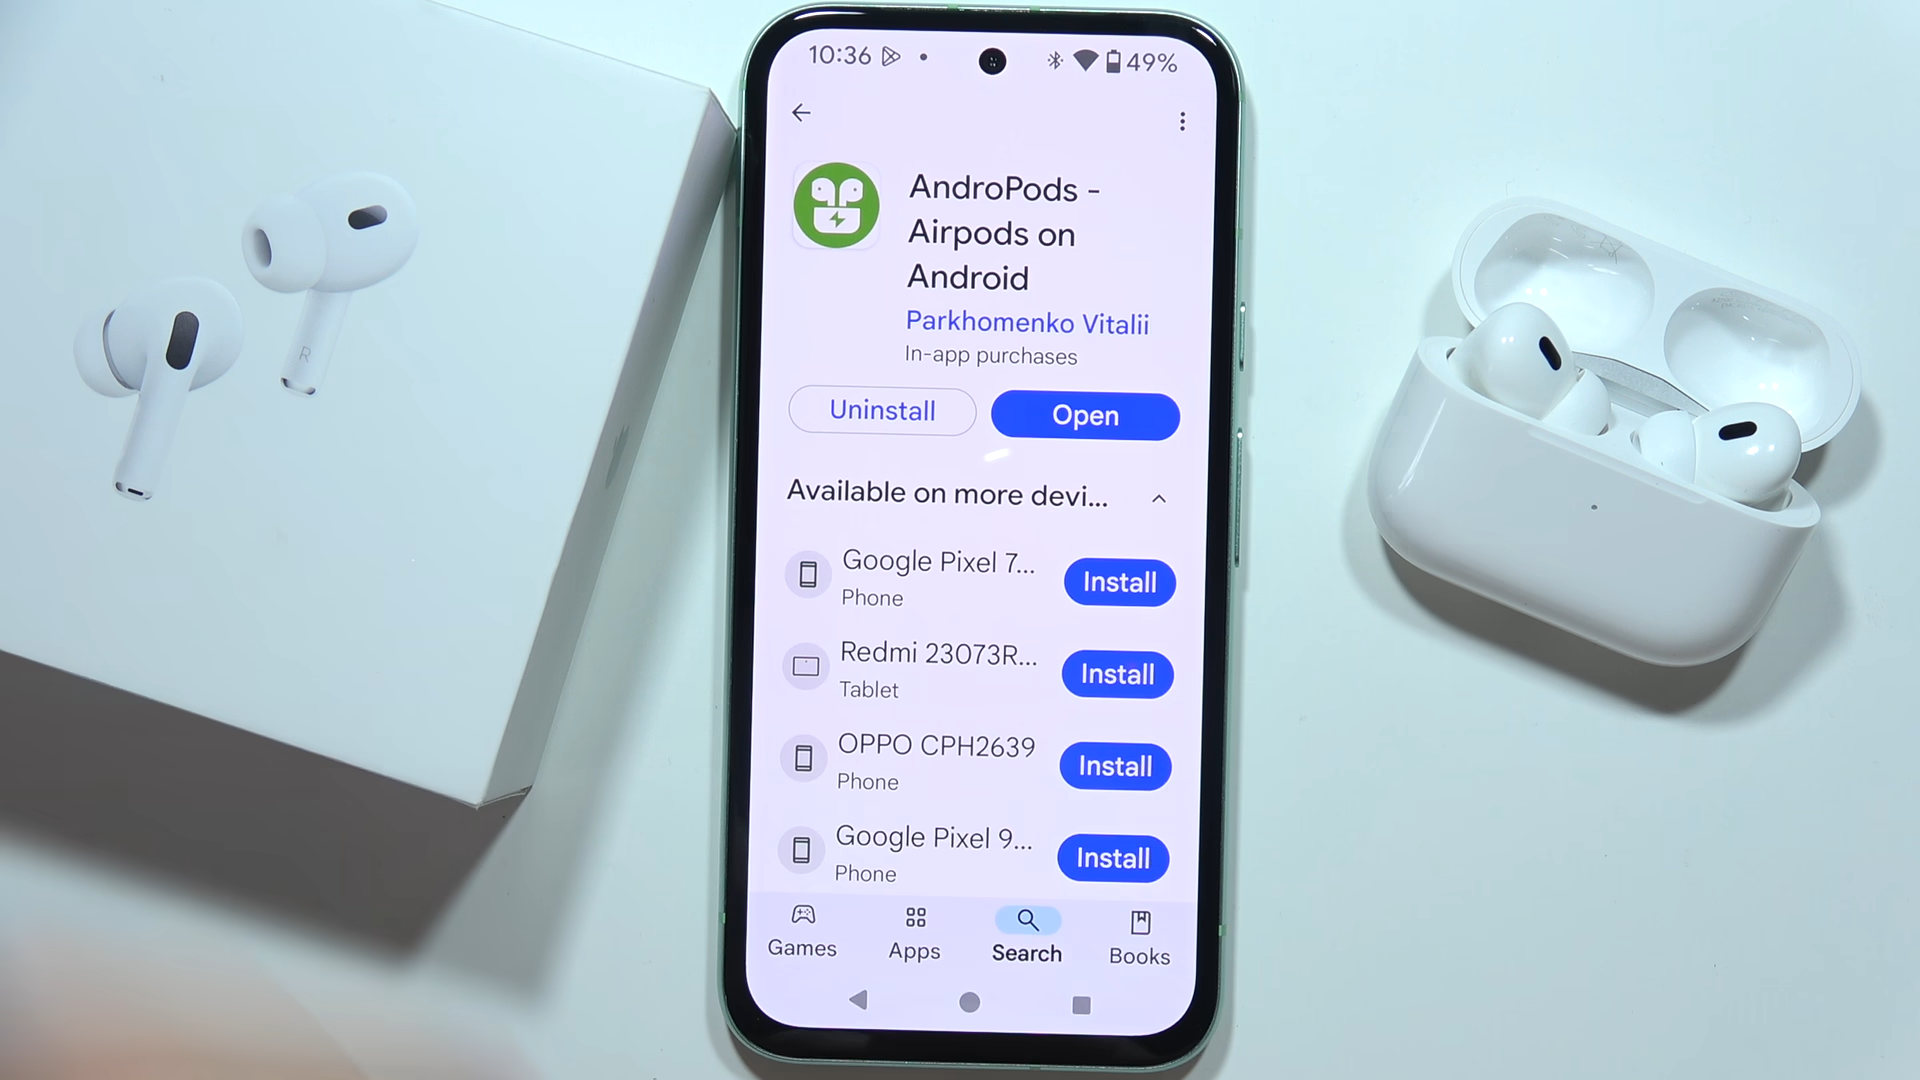 10:36
49%
AndroPods -
Airpods on
Android
Parkhomenko Vitalii
In-app purchases
Uninstall
Open
Available on more devi...
Google Pixel 7...
Phone
Install
Redmi 23073R...
Tablet
Install
OPPO CPH2639
Phone
Install
Google Pixel 9...
Phone
Install
Games
Apps
Search
Books
R